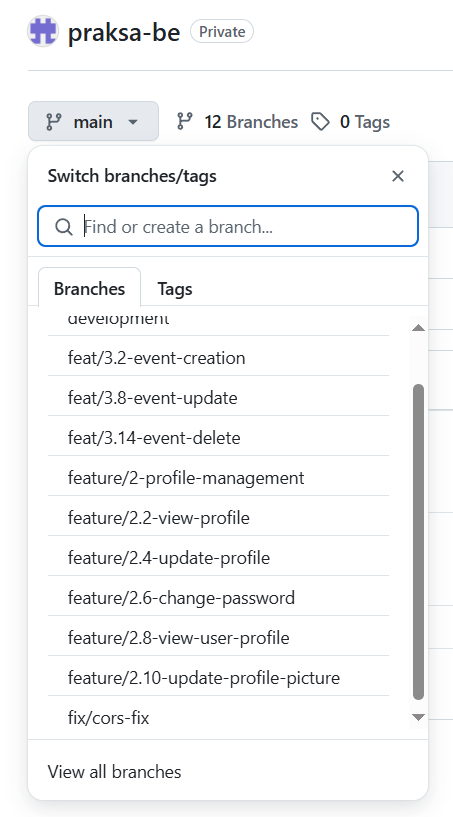 praksa-be Private
main 12 Branches 0 Tags
Switch branches/tags
Find or create a branch...
Branches Tags
development
feat/3.2-event-creation
feat/3.8-event-update
feat/3.14-event-delete
feature/2-profile-management
feature/2.2-view-profile
feature/2.4-update-profile
feature/2.6-change-password
feature/2.8-view-user-profile
feature/2.10-update-profile-picture
fix/cors-fix
View all branches